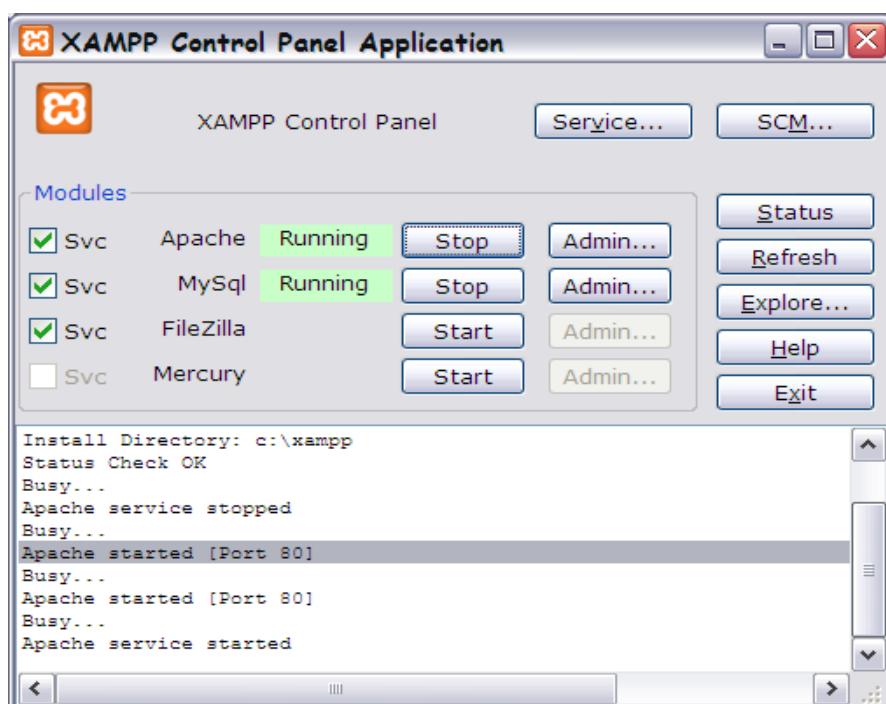 XAMPP Control Panel Application
XAMPP Control Panel Service... SCM...
Modules
Svc Apache Running Stop Admin...
Svc MySql Running Stop Admin...
Svc FileZilla Start Admin...
Svc Mercury Start Admin...
Status
Refresh
Explore...
Help
Exit
Install Directory: c:\xampp
Status Check OK
Busy...
Apache service stopped
Busy...
Apache started [Port 80]
Busy...
Apache started [Port 80]
Busy...
Apache service started